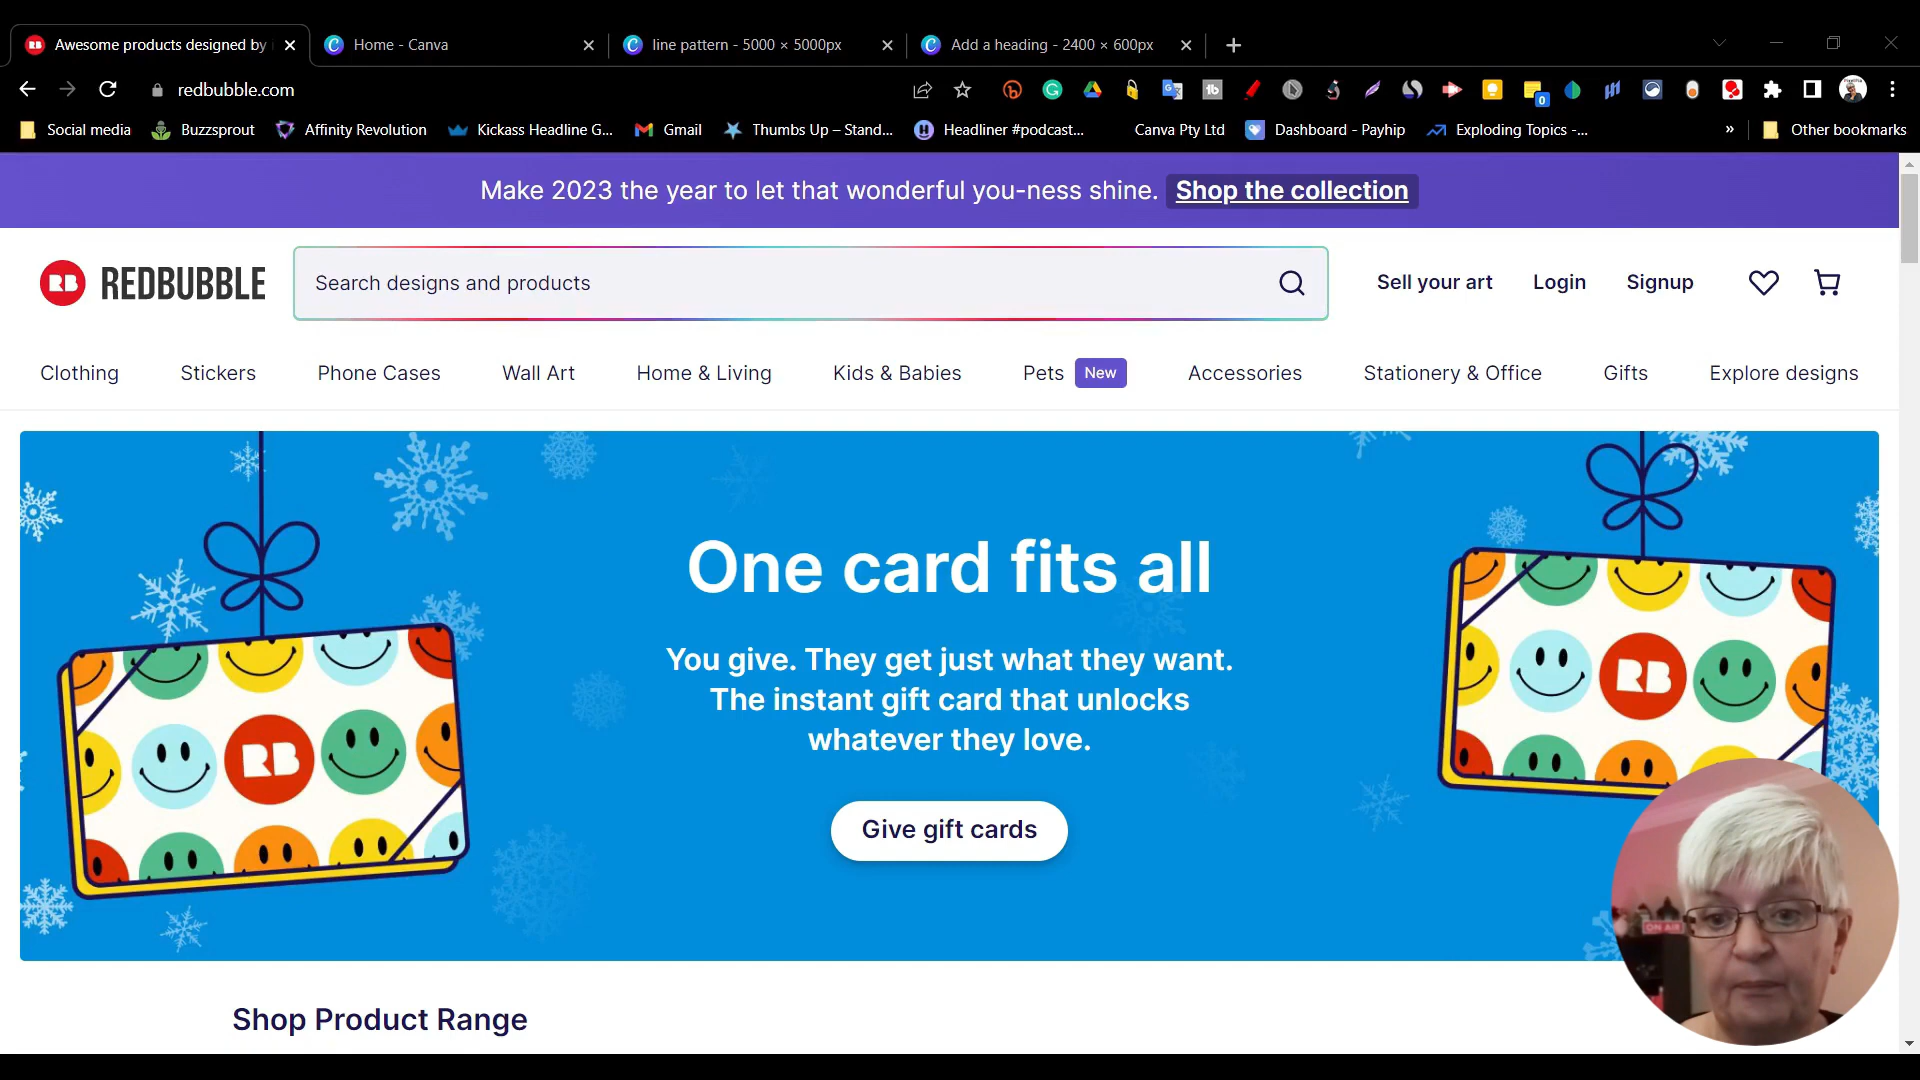 Awesome products designed by
Home - Canva
line pattern - 5000 × 5000px
Add a heading - 2400 × 600px
redbubble.com
Social media
Buzzsprout
Affinity Revolution
Kickass Headline G...
Gmail
Thumbs Up – Stand...
Headliner #podcast...
Canva Pty Ltd
Dashboard - Payhip
Exploding Topics -...
»
Other bookmarks
Make 2023 the year to let that wonderful you-ness shine. Shop the collection
RB REDBUBBLE
Search designs and products
Sell your art
Login
Signup
Clothing
Stickers
Phone Cases
Wall Art
Home & Living
Kids & Babies
Pets New
Accessories
Stationery & Office
Gifts
Explore designs
One card fits all
You give. They get just what they want.
The instant gift card that unlocks
whatever they love.
Give gift cards
RB
RB
ON AIR
Shop Product Range